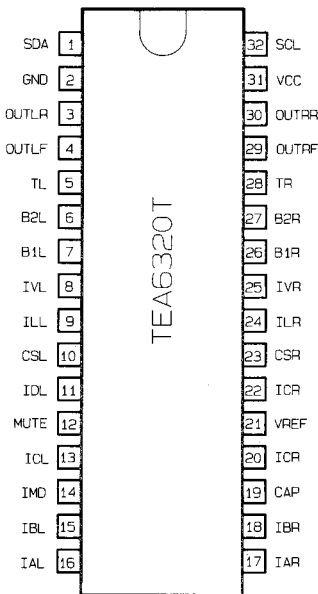 SDA 1 32 SCL
GND 2 31 VCC
OUTLR 3 30 OUTRR
OUTLF 4 29 OUTRF
TL 5 28 TR
B2L 6 27 B2R
B1L 7 26 B1R
IVL 8 25 IVR
ILL 9 24 ILR
CSL 10 23 CSR
IDL 11 22 ICR
MUTE 12 21 VREF
ICL 13 20 ICR
IMD 14 19 CAP
IBL 15 18 IBR
IAL 16 17 IAR
TEA6320T